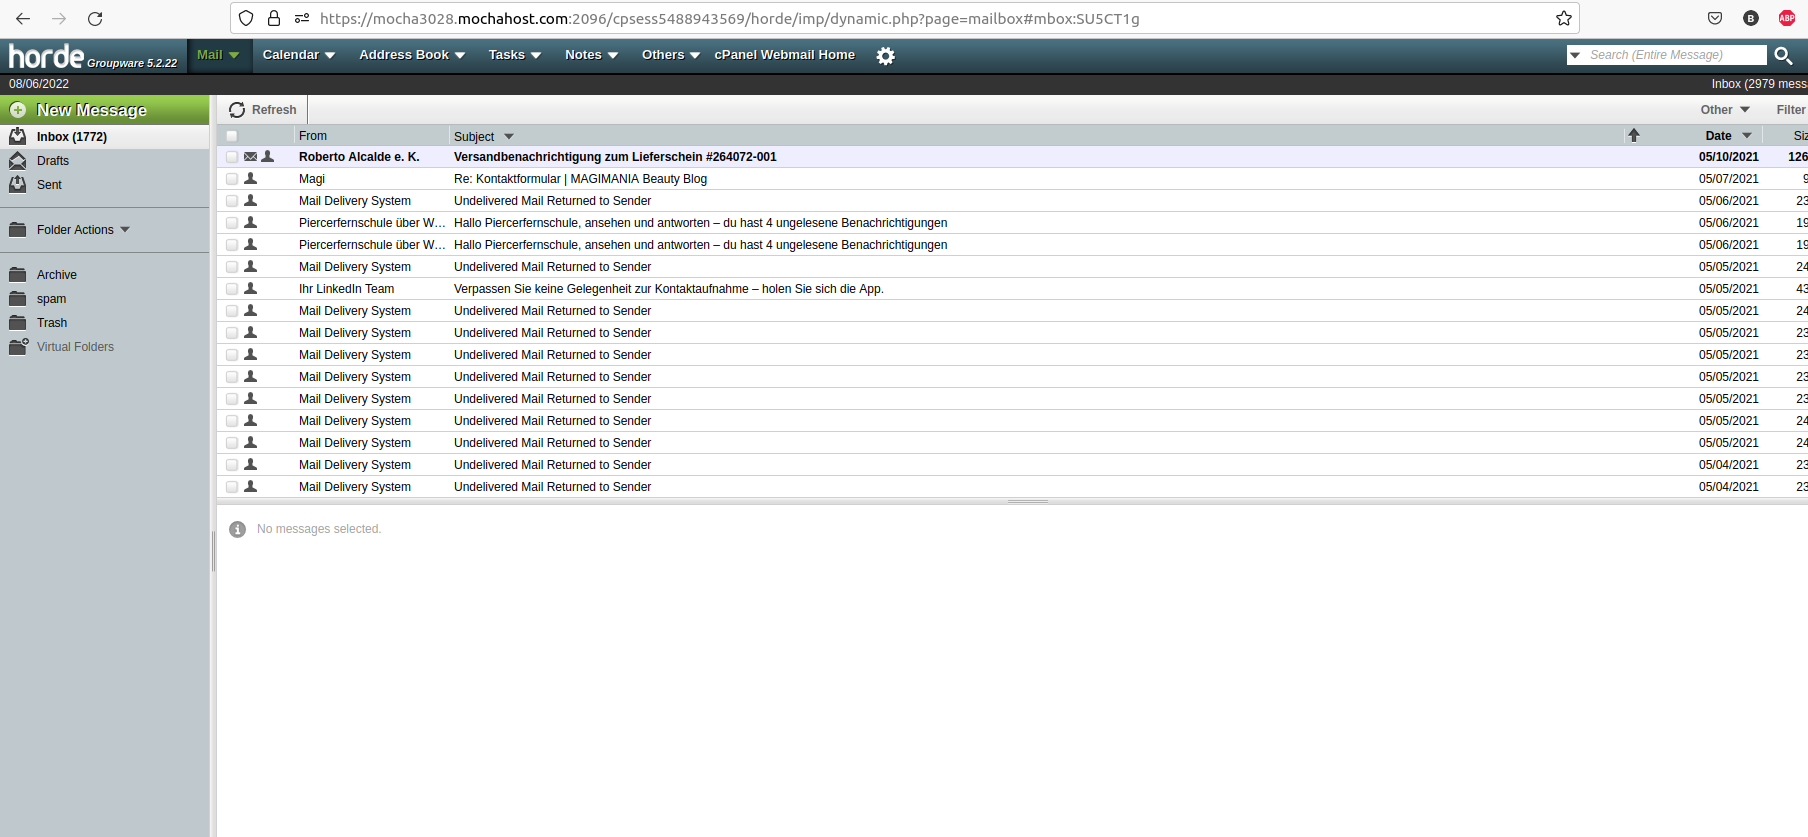 https://mocha3028.mochahost.com:2096/cpsess5488943569/horde/imp/dynamic.php?page=mailbox#mbox:SU5CT1g
B
ABP
horde Groupware 5.2.22 Mail Calendar Address Book Tasks Notes Others cPanel Webmail Home Search (Entire Message)
08/06/2022 Inbox (2979 mess
New Message
Inbox (1772)
Drafts
Sent
Folder Actions
Archive
spam
Trash
Virtual Folders
Refresh Other Filter
From Subject Date Siz
Roberto Alcalde e. K. Versandbenachrichtigung zum Lieferschein #264072-001 05/10/2021 126
Magi Re: Kontaktformular | MAGIMANIA Beauty Blog 05/07/2021 9
Mail Delivery System Undelivered Mail Returned to Sender 05/06/2021 23
Piercerfernschule über W... Hallo Piercerfernschule, ansehen und antworten – du hast 4 ungelesene Benachrichtigungen 05/06/2021 19
Piercerfernschule über W... Hallo Piercerfernschule, ansehen und antworten – du hast 4 ungelesene Benachrichtigungen 05/06/2021 19
Mail Delivery System Undelivered Mail Returned to Sender 05/05/2021 24
Ihr LinkedIn Team Verpassen Sie keine Gelegenheit zur Kontaktaufnahme – holen Sie sich die App. 05/05/2021 43
Mail Delivery System Undelivered Mail Returned to Sender 05/05/2021 24
Mail Delivery System Undelivered Mail Returned to Sender 05/05/2021 23
Mail Delivery System Undelivered Mail Returned to Sender 05/05/2021 24
Mail Delivery System Undelivered Mail Returned to Sender 05/05/2021 23
Mail Delivery System Undelivered Mail Returned to Sender 05/05/2021 23
Mail Delivery System Undelivered Mail Returned to Sender 05/05/2021 24
Mail Delivery System Undelivered Mail Returned to Sender 05/05/2021 24
Mail Delivery System Undelivered Mail Returned to Sender 05/04/2021 23
Mail Delivery System Undelivered Mail Returned to Sender 05/04/2021 23
No messages selected.